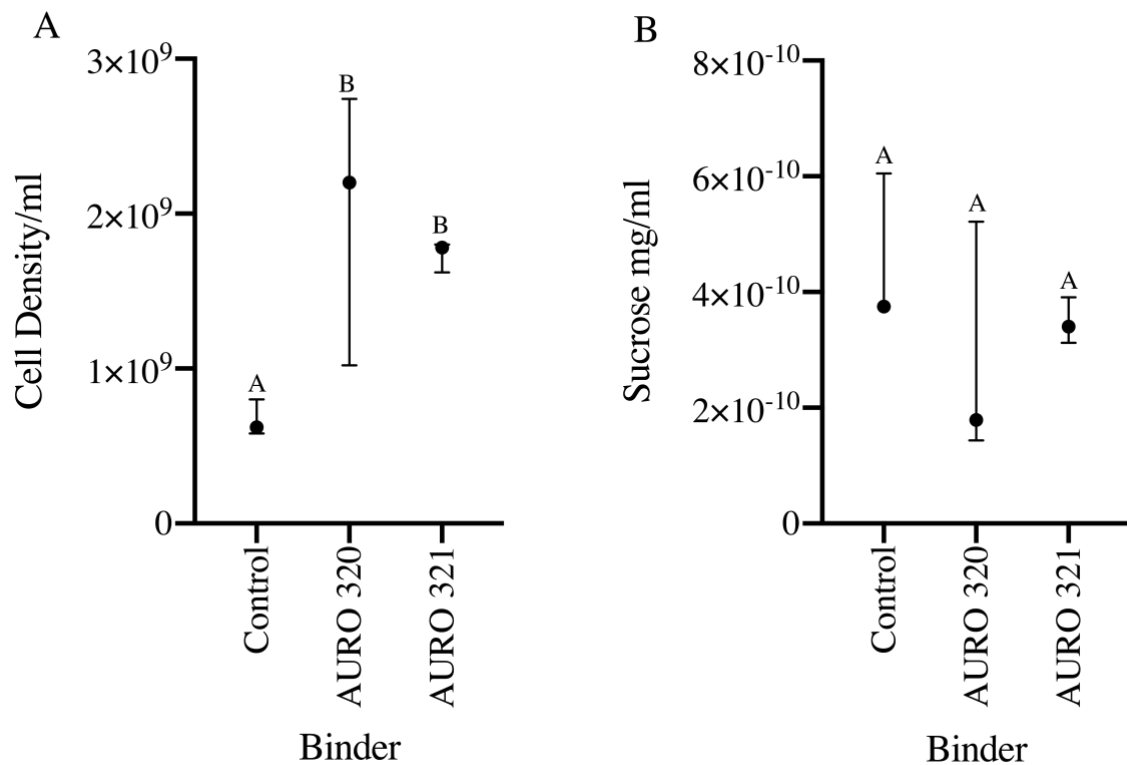 A
Cell Density/ml
3×10⁹
2×10⁹
1×10⁹
0
A
B
B
Control
AURO 320
AURO 321
Binder
B
Sucrose mg/ml
8×10⁻¹⁰
6×10⁻¹⁰
4×10⁻¹⁰
2×10⁻¹⁰
0
A
A
A
Control
AURO 320
AURO 321
Binder